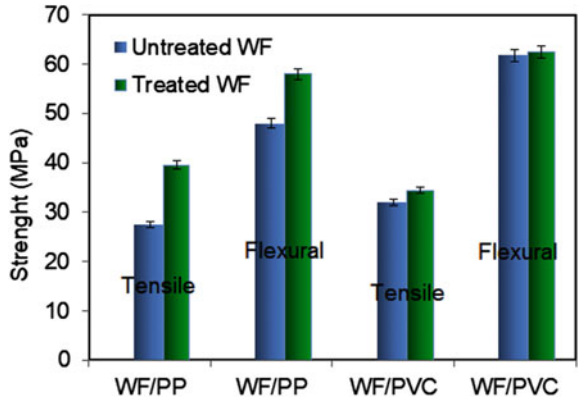 70
60
50
40
30
20
10
0
Strenght (MPa)
Untreated WF
Treated WF
Tensile
Flexural
Tensile
Flexural
WF/PP WF/PP WF/PVC WF/PVC